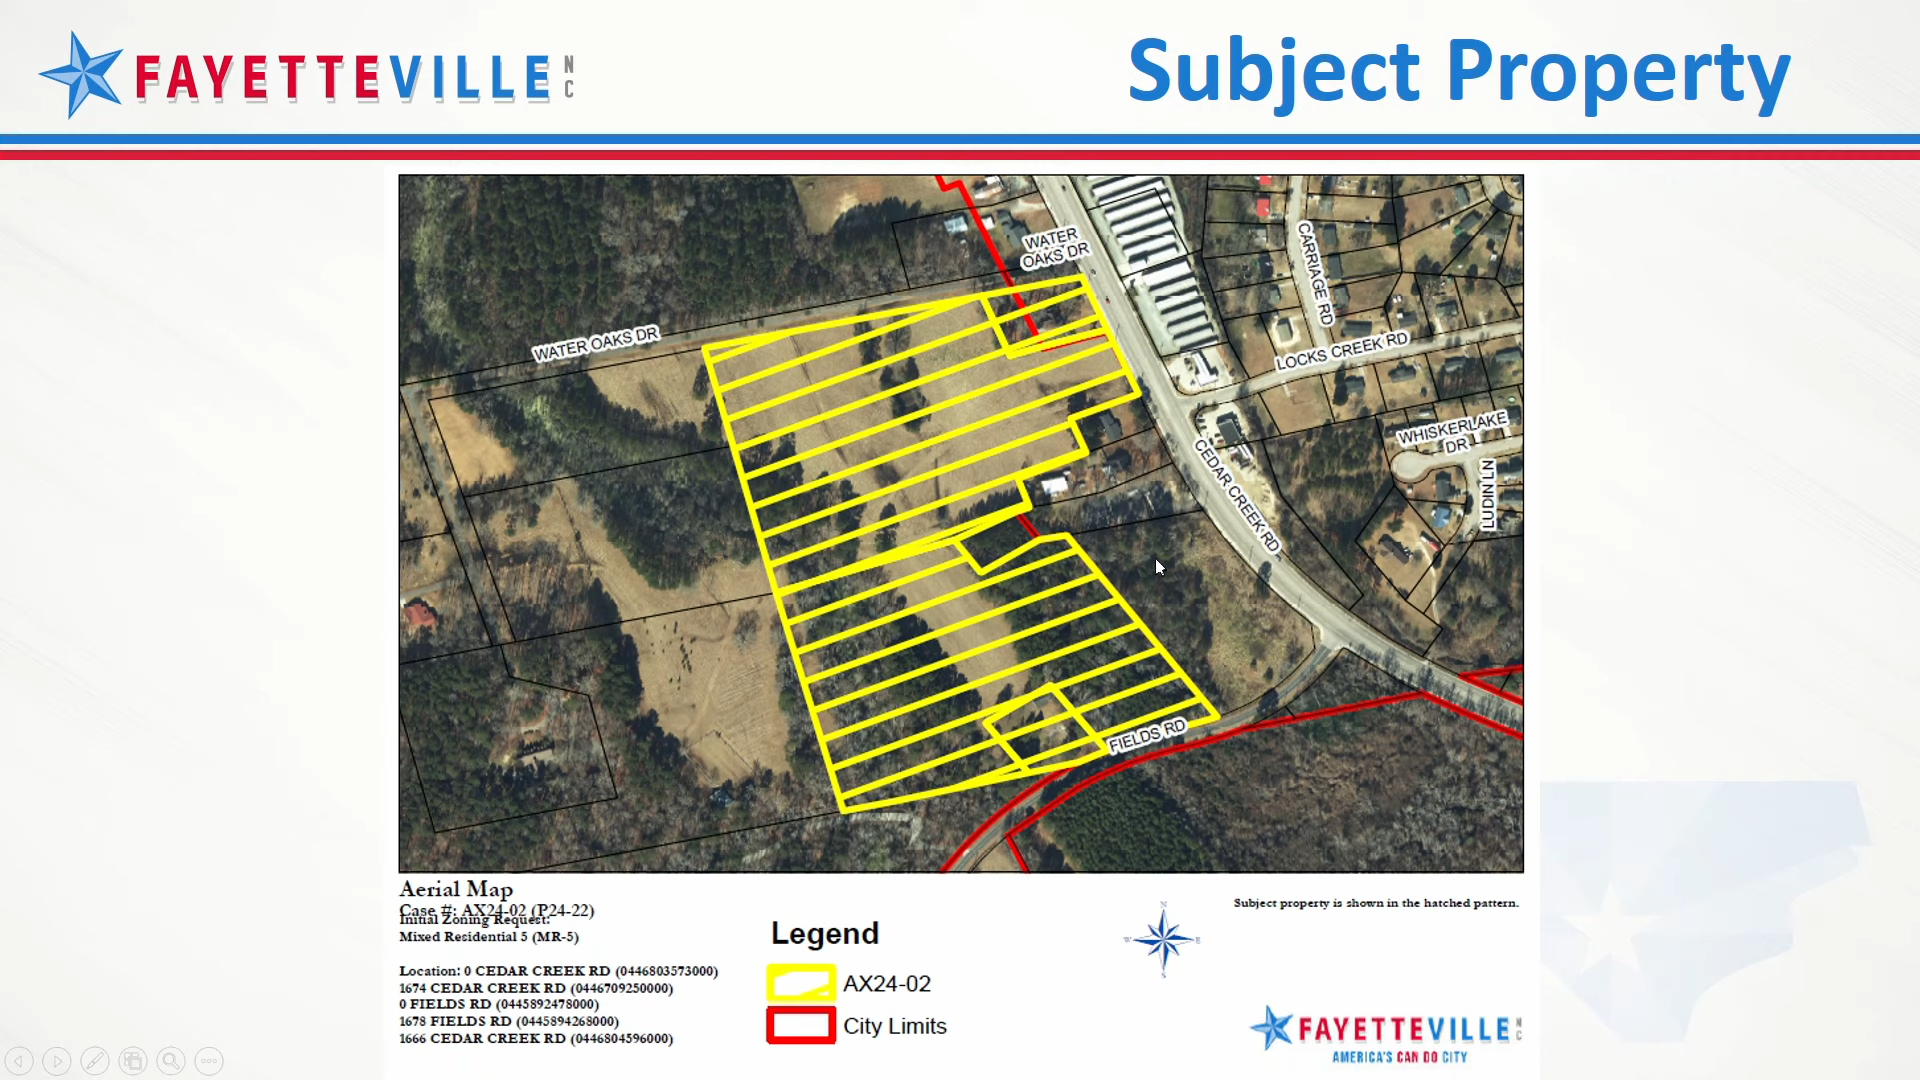 FAYETTEVILLE NC
Subject Property
WATER
OAKS DR
WATER OAKS DR
CARRIAGE RD
LOCKS CREEK RD
WHISKERLAKE
DR
LUDIN LN
CEDAR CREEK RD
FIELDS RD
Aerial Map
Case #: AX24-02 (P24-22)
Initial Zoning Request:
Mixed Residential 5 (MR-5)
Location: 0 CEDAR CREEK RD (0446803573000)
1674 CEDAR CREEK RD (0446709250000)
0 FIELDS RD (0445892478000)
1678 FIELDS RD (0445894268000)
1666 CEDAR CREEK RD (0446804596000)
Legend
AX24-02
City Limits
N
W E
S
Subject property is shown in the hatched pattern.
FAYETTEVILLE NC
AMERICA'S CAN DO CITY